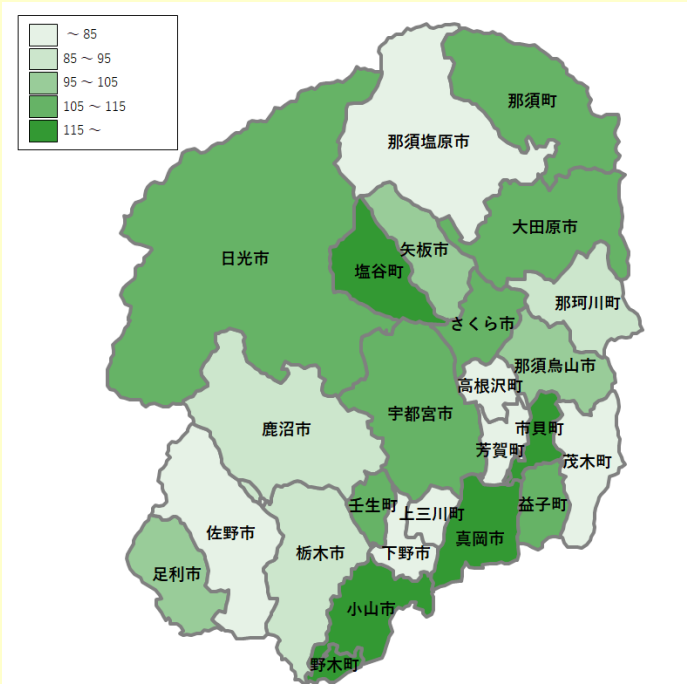 ～ 85
85 ～ 95
95 ～ 105
105 ～ 115
115 ～
那須町
那須塩原市
大田原市
矢板市
日光市
塩谷町
那珂川町
さくら市
那須烏山市
高根沢町
宇都宮市
市貝町
鹿沼市
芳賀町
茂木町
壬生町
益子町
上三川町
佐野市
真岡市
栃木市
下野市
足利市
小山市
野木町